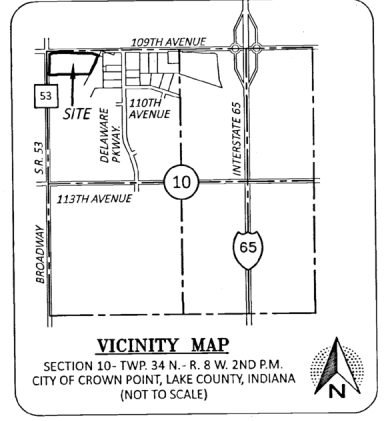 109TH AVENUE
53
SITE
110TH
AVENUE
DELAWARE
PKWAY.
S.R. 53
INTERSTATE 65
10
113TH AVENUE
BROADWAY
65
VICINITY MAP
SECTION 10- TWP. 34 N.- R. 8 W. 2ND P.M.
CITY OF CROWN POINT, LAKE COUNTY, INDIANA
(NOT TO SCALE)
N